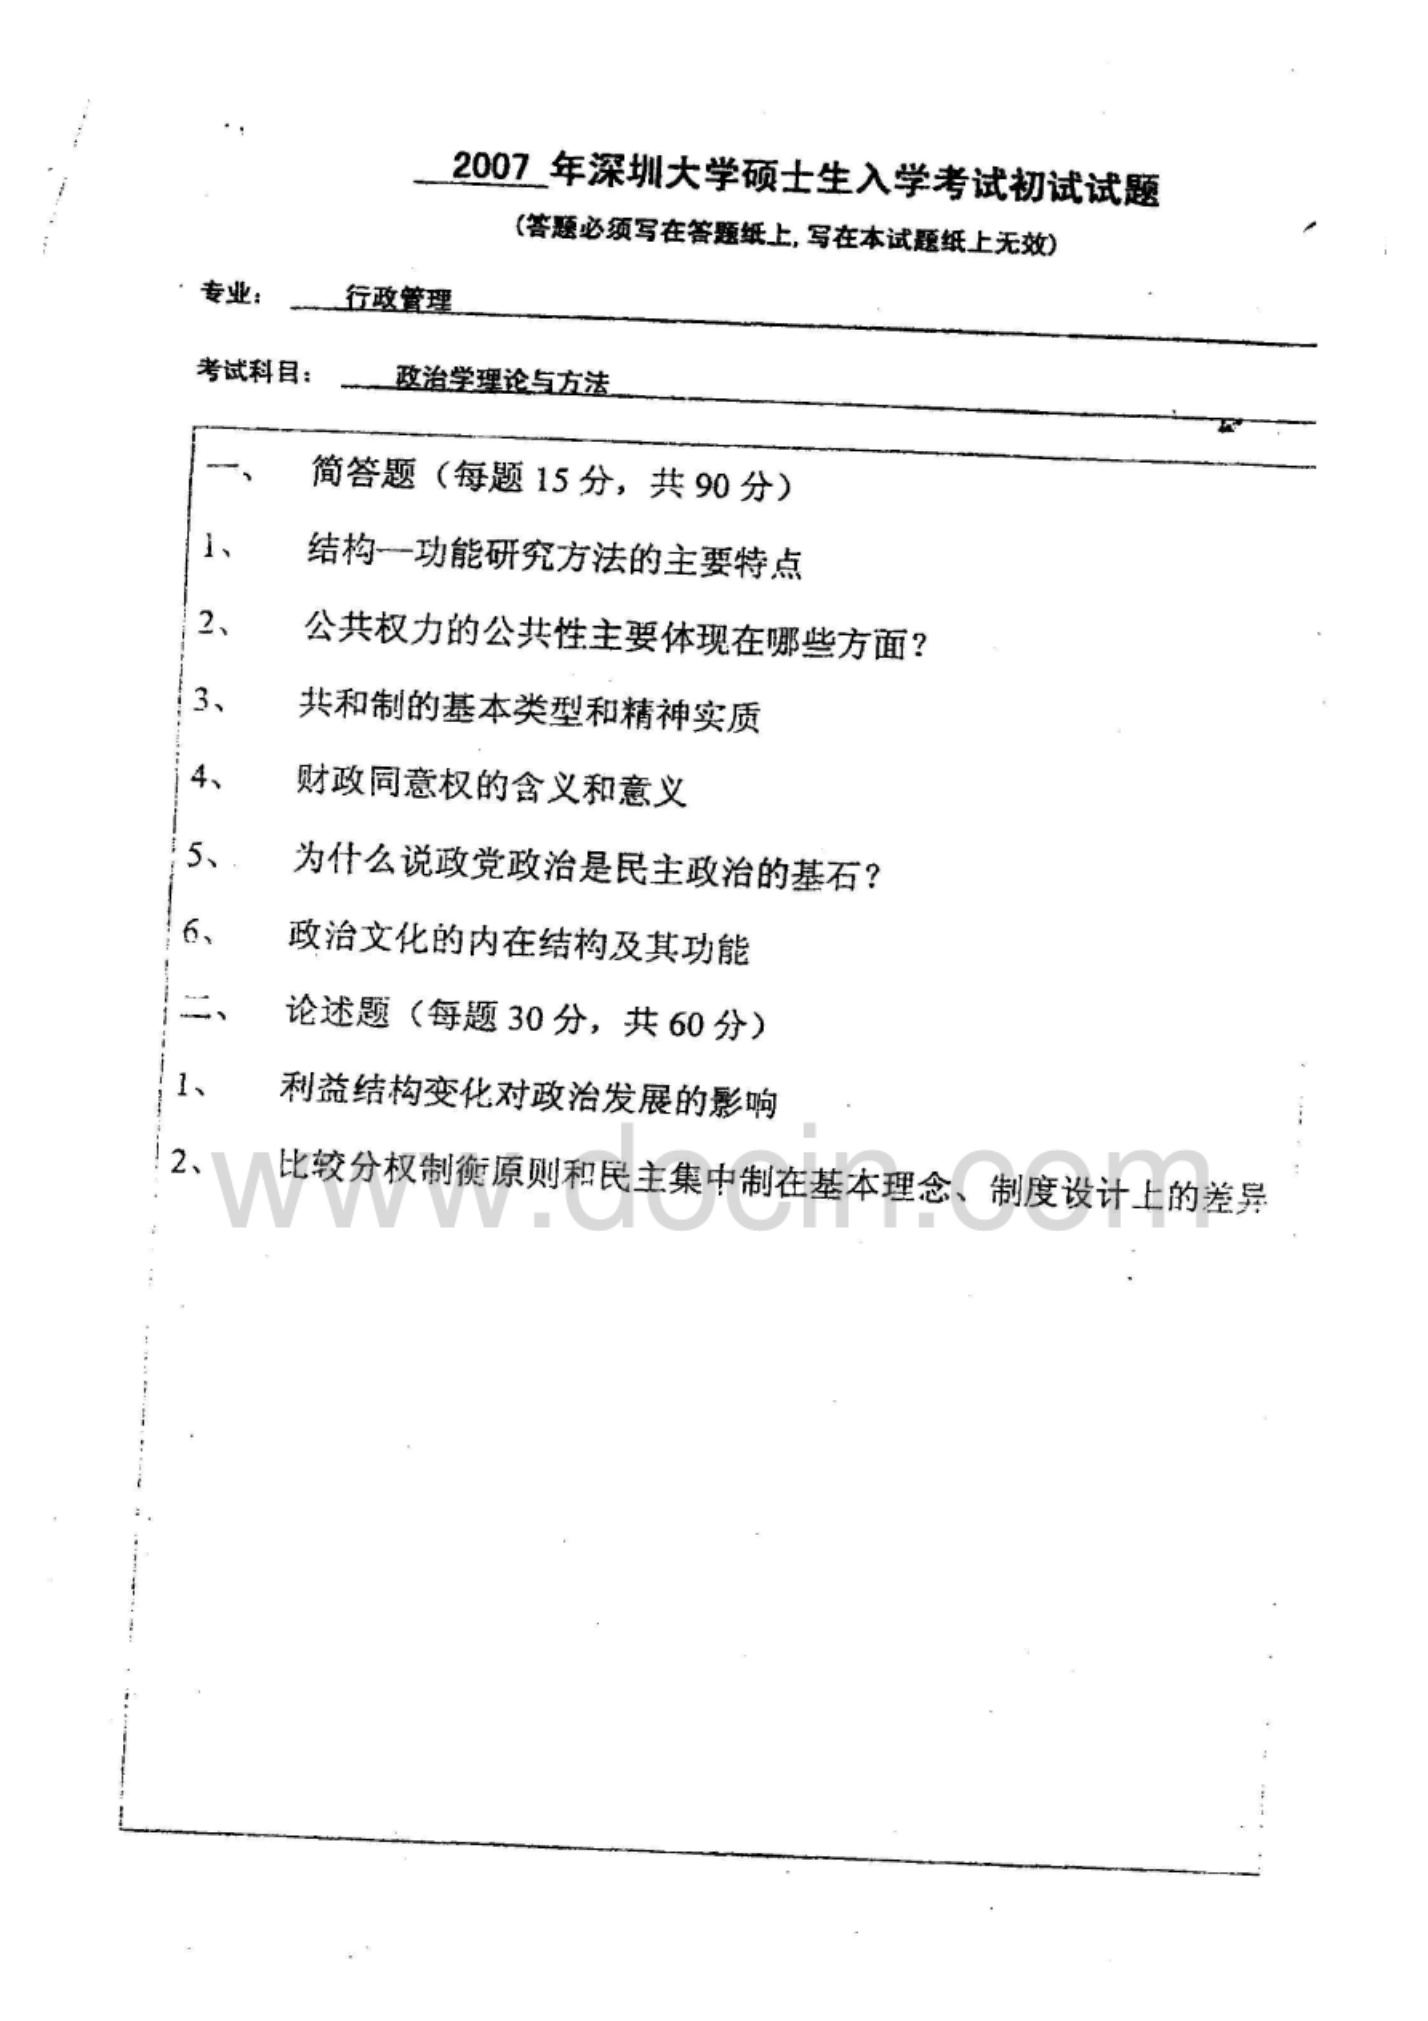 2007 年深圳大学硕士生入学考试初试试题
(答题必须写在答题纸上,写在本试题纸上无效)
专业： 行政管理
考试科目： 政治学理论与方法
一、 简答题（每题 15 分，共 90 分）
1、 结构—功能研究方法的主要特点
2、 公共权力的公共性主要体现在哪些方面？
3、 共和制的基本类型和精神实质
4、 财政同意权的含义和意义
5、 为什么说政党政治是民主政治的基石？
6、 政治文化的内在结构及其功能
二、 论述题（每题 30 分，共 60 分）
1、 利益结构变化对政治发展的影响
2、 比较分权制衡原则和民主集中制在基本理念、制度设计上的差异
www.docin.com